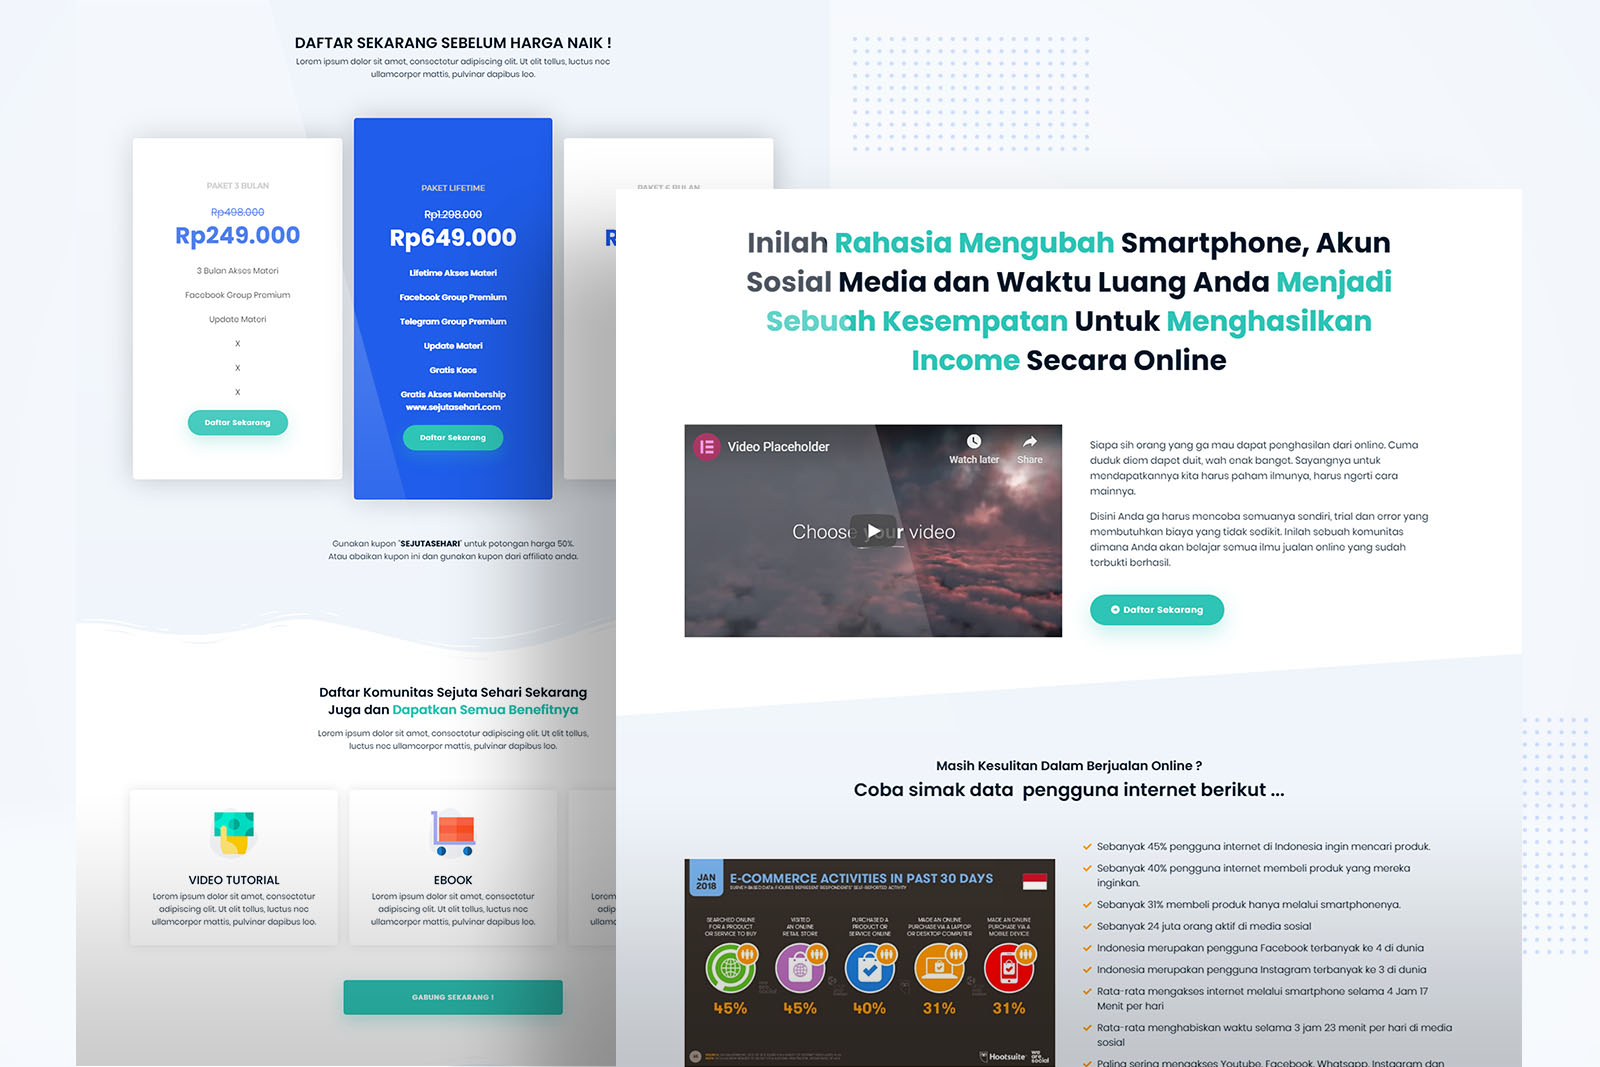 DAFTAR SEKARANG SEBELUM HARGA NAIK !
Lorem ipsum dolor sit amet, consectetur adipiscing elit. Ut elit tellus, luctus nec
ullamcorper mattis, pulvinar dapibus leo.
PAKET 3 BULAN
Rp498.000
Rp249.000
3 Bulan Akses Materi
Facebook Group Premium
Update Materi
X
X
X
Daftar Sekarang
PAKET LIFETIME
Rp1.298.000
Rp649.000
Lifetime Akses Materi
Facebook Group Premium
Telegram Group Premium
Update Materi
Gratis Kaos
Gratis Akses Membership
www.sejutasehari.com
Daftar Sekarang
PAKET 6 BULAN
R
Gunakan kupon "SEJUTASEHARI" untuk potongan harga 50%.
Atau abaikan kupon ini dan gunakan kupon dari affiliate anda.
Daftar Komunitas Sejuta Sehari Sekarang
Juga dan Dapatkan Semua Benefitnya
Lorem ipsum dolor sit amet, consectetur adipiscing elit. Ut elit tellus,
luctus nec ullamcorper mattis, pulvinar dapibus leo.
VIDEO TUTORIAL
Lorem ipsum dolor sit amet, consectetur
adipiscing elit. Ut elit tellus, luctus nec
ullamcorper mattis, pulvinar dapibus leo.
EBOOK
Lorem ipsum dolor sit amet, consectetur
adipiscing elit. Ut elit tellus, luctus nec
ullamcorper mattis, pulvinar dapibus leo.
Lorem
adip
ullam
GABUNG SEKARANG !
Inilah Rahasia Mengubah Smartphone, Akun
Sosial Media dan Waktu Luang Anda Menjadi
Sebuah Kesempatan Untuk Menghasilkan
Income Secara Online
Video Placeholder
Watch later
Share
Choose your video
Siapa sih orang yang ga mau dapat penghasilan dari online. Cuma
duduk diem dapet duit, wah enak banget. Sayangnya untuk
mendapatkannya kita harus paham ilmunya, harus ngerti cara
mainnya.
Disini Anda ga harus mencoba semuanya sendiri, trial dan error yang
membutuhkan biaya yang tidak sedikit. Inilah sebuah komunitas
dimana Anda akan belajar semua ilmu jualan online yang sudah
terbukti berhasil.
Daftar Sekarang
Masih Kesulitan Dalam Berjualan Online ?
Coba simak data pengguna internet berikut ...
JAN
2018
E-COMMERCE ACTIVITIES IN PAST 30 DAYS
SURVEY-BASED DATA: FIGURES REPRESENT RESPONDENTS' SELF-REPORTED ACTIVITY
SEARCHED ONLINE
FOR A PRODUCT
OR SERVICE TO BUY
VISITED
AN ONLINE
RETAIL STORE
PURCHASED A
PRODUCT OR
SERVICE ONLINE
MADE AN ONLINE
PURCHASE VIA A LAPTOP
OR DESKTOP COMPUTER
MADE AN ONLINE
PURCHASE VIA A
MOBILE DEVICE
45%
45%
40%
31%
31%
Hootsuite
we
are
social
Sebanyak 45% pengguna internet di Indonesia ingin mencari produk.
Sebanyak 40% pengguna internet membeli produk yang mereka
inginkan.
Sebanyak 31% membeli produk hanya melalui smartphonenya.
Sebanyak 24 juta orang aktif di media sosial
Indonesia merupakan pengguna Facebook terbanyak ke 4 di dunia
Indonesia merupakan pengguna Instagram terbanyak ke 3 di dunia
Rata-rata mengakses internet melalui smartphone selama 4 Jam 17
Menit per hari
Rata-rata menghabiskan waktu selama 3 jam 23 menit per hari di media
sosial
Paling sering mengakses Youtube, Facebook, Whatsapp, Instagram dan